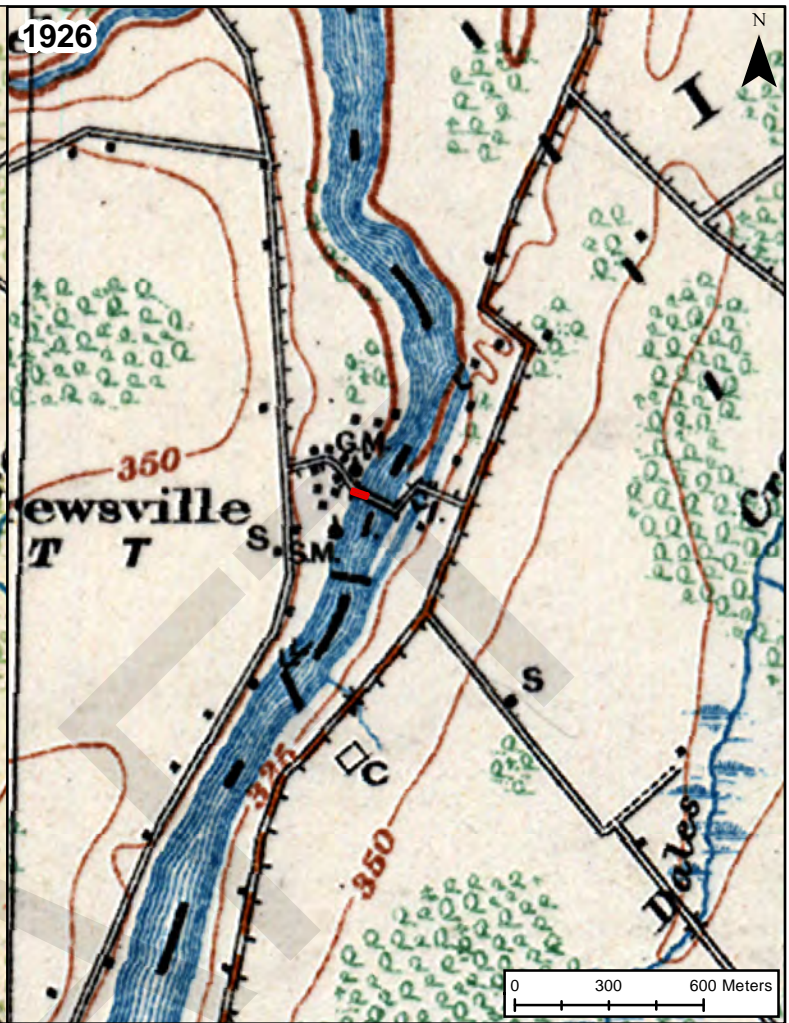 1926
N
I
G.M.
350
ewsville
T T
S.
S.M.
Cr
S
325
C
350
Dales
0 300 600 Meters